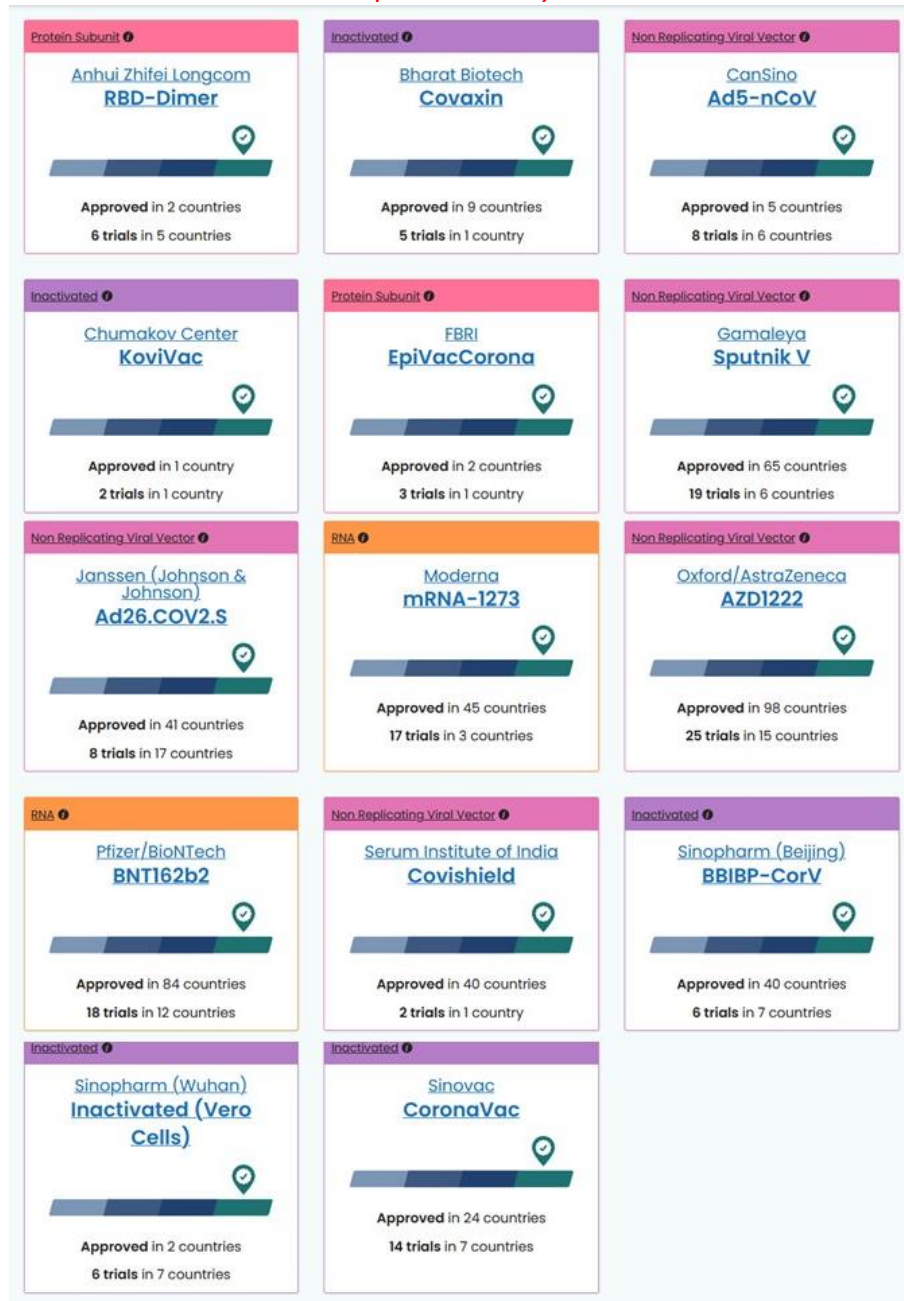 Protein Subunit
Anhui Zhifei Longcom
RBD-Dimer
Approved in 2 countries
6 trials in 5 countries
Inactivated
Bharat Biotech
Covaxin
Approved in 9 countries
5 trials in 1 country
Non Replicating Viral Vector
CanSino
Ad5-nCoV
Approved in 5 countries
8 trials in 6 countries
Inactivated
Chumakov Center
KoviVac
Approved in 1 country
2 trials in 1 country
Protein Subunit
FBRI
EpiVacCorona
Approved in 2 countries
3 trials in 1 country
Non Replicating Viral Vector
Gamaleya
Sputnik V
Approved in 65 countries
19 trials in 6 countries
Non Replicating Viral Vector
Janssen (Johnson &
Johnson)
Ad26.COV2.S
Approved in 41 countries
8 trials in 17 countries
RNA
Moderna
mRNA-1273
Approved in 45 countries
17 trials in 3 countries
Non Replicating Viral Vector
Oxford/AstraZeneca
AZD1222
Approved in 98 countries
25 trials in 15 countries
RNA
Pfizer/BioNTech
BNT162b2
Approved in 84 countries
18 trials in 12 countries
Non Replicating Viral Vector
Serum Institute of India
Covishield
Approved in 40 countries
2 trials in 1 country
Inactivated
Sinopharm (Beijing)
BBIBP-CorV
Approved in 40 countries
6 trials in 7 countries
Inactivated
Sinopharm (Wuhan)
Inactivated (Vero
Cells)
Approved in 2 countries
6 trials in 7 countries
Inactivated
Sinovac
CoronaVac
Approved in 24 countries
14 trials in 7 countries